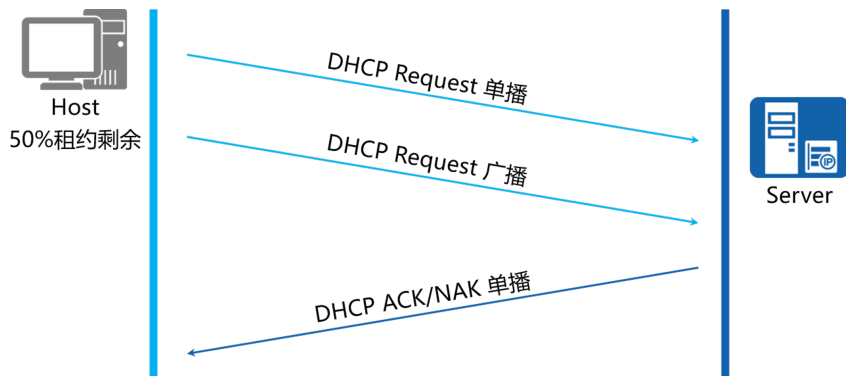 DHCP Request 单播
Host
50%租约剩余
DHCP Request 广播
IP
Server
DHCP ACK/NAK 单播